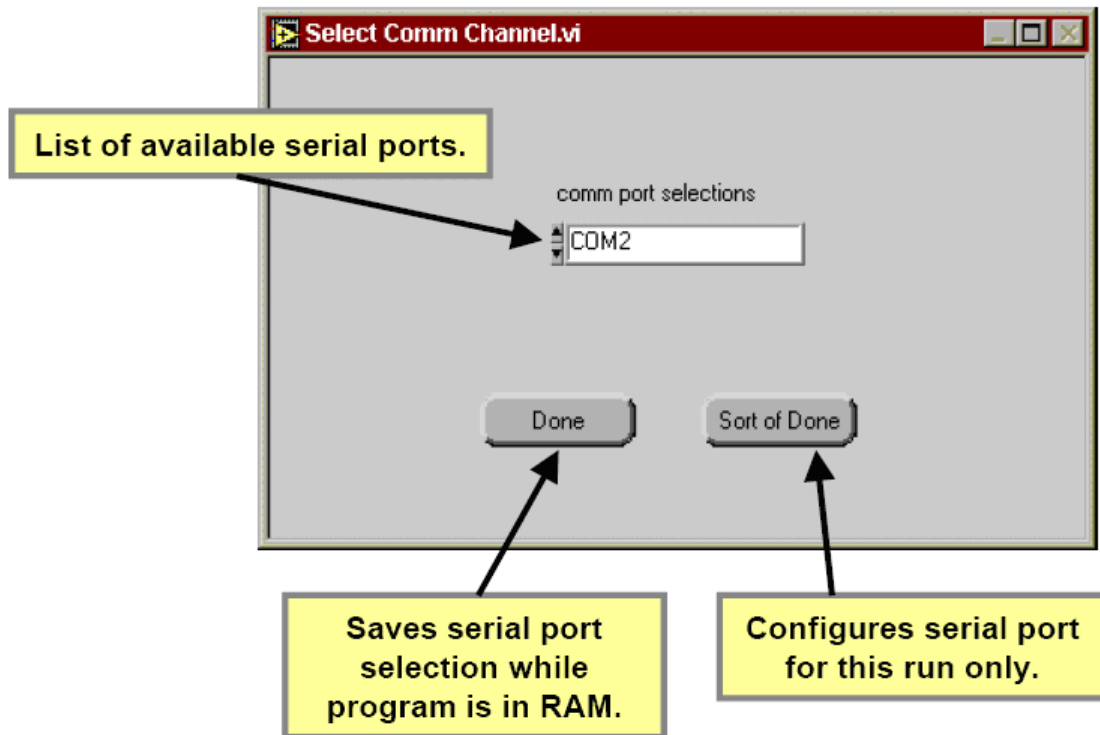 Select Comm Channel.vi
List of available serial ports.
comm port selections
COM2
Done
Sort of Done
Saves serial port
selection while
program is in RAM.
Configures serial port
for this run only.